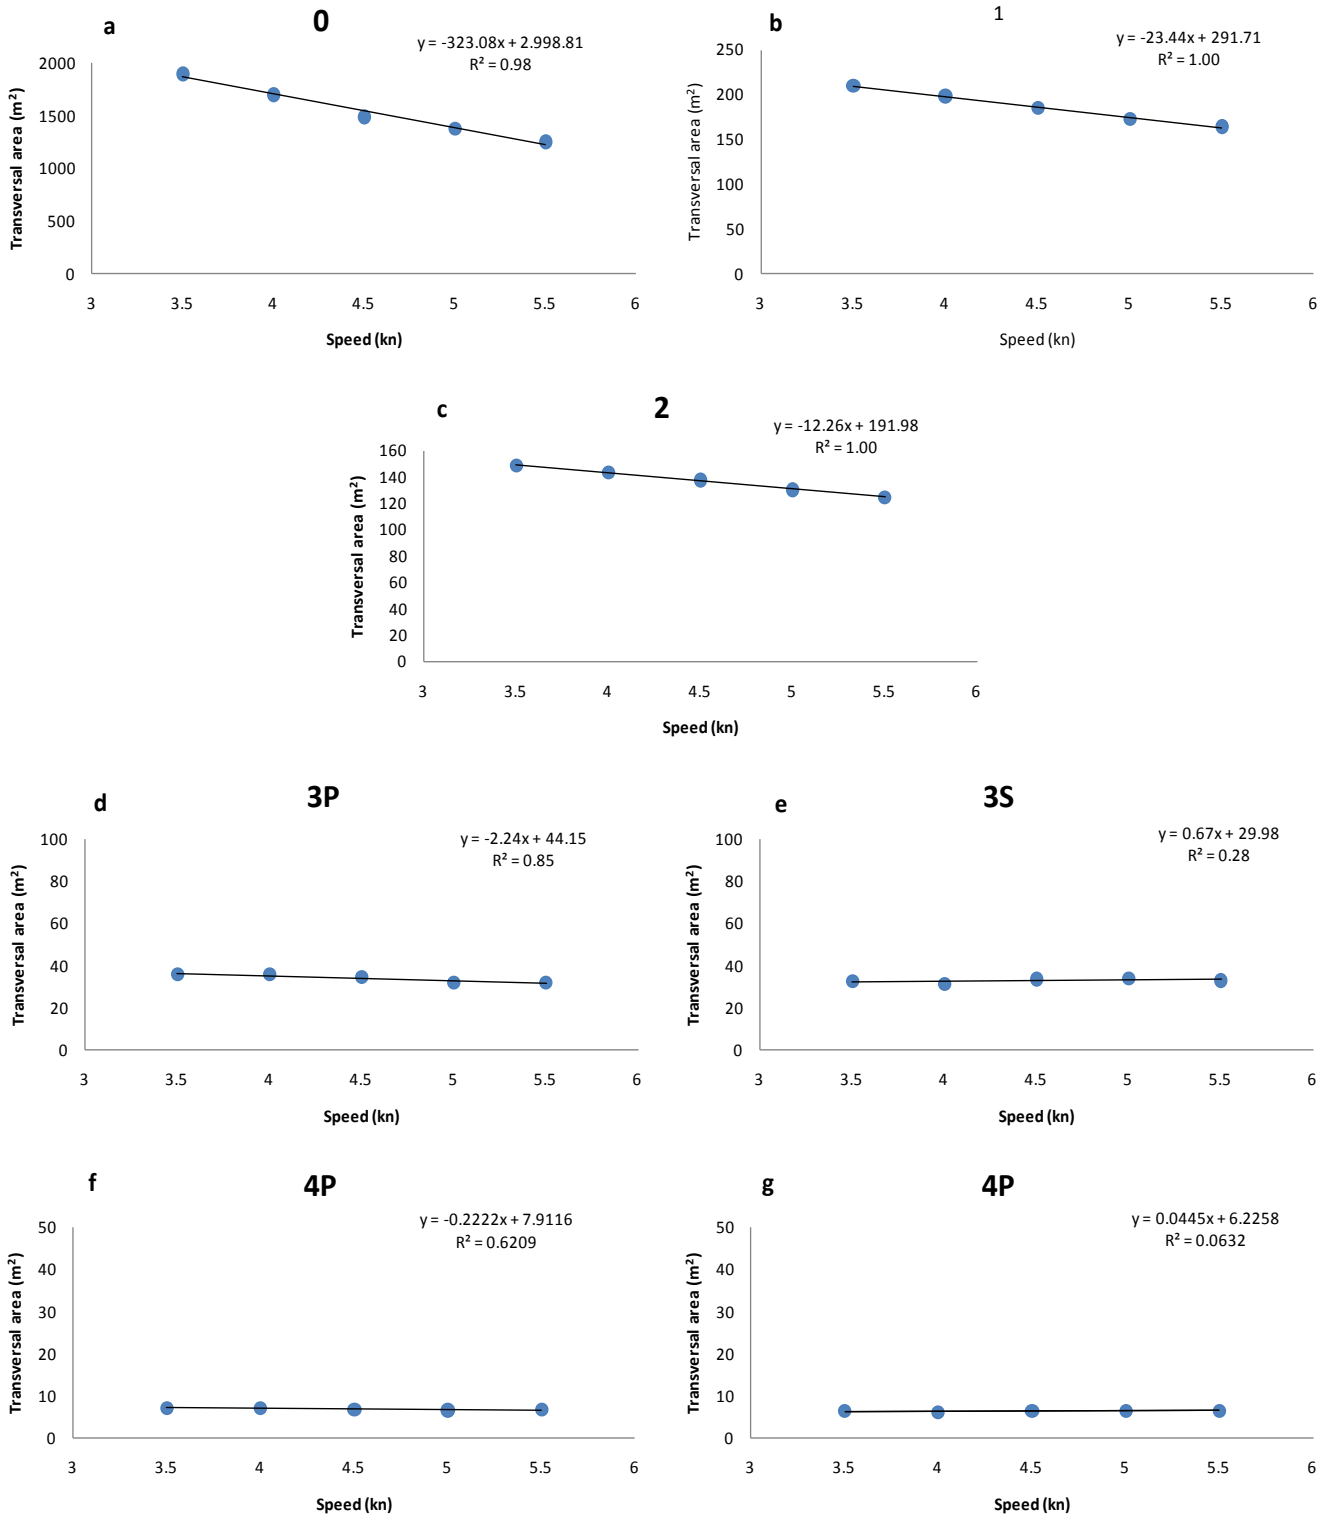 a
0
y = -323.08x + 2.998.81
R² = 0.98
Transversal area (m²)
2000
1500
1000
500
0
3 3.5 4 4.5 5 5.5 6
Speed (kn)
b
1
y = -23.44x + 291.71
R² = 1.00
Transversal area (m²)
250
200
150
100
50
0
3 3.5 4 4.5 5 5.5 6
Speed (kn)
c
2
y = -12.26x + 191.98
R² = 1.00
Transversal area (m²)
160
140
120
100
80
60
40
20
0
3 3.5 4 4.5 5 5.5 6
Speed (kn)
d
3P
y = -2.24x + 44.15
R² = 0.85
Transversal area (m²)
100
80
60
40
20
0
3 3.5 4 4.5 5 5.5 6
Speed (kn)
e
3S
y = 0.67x + 29.98
R² = 0.28
Transversal area (m²)
100
80
60
40
20
0
3 3.5 4 4.5 5 5.5 6
Speed (kn)
f
4P
y = -0.2222x + 7.9116
R² = 0.6209
Transversal area (m²)
50
40
30
20
10
0
3 3.5 4 4.5 5 5.5 6
Speed (kn)
g
4P
y = 0.0445x + 6.2258
R² = 0.0632
Transversal area (m²)
50
40
30
20
10
0
3 3.5 4 4.5 5 5.5 6
Speed (kn)